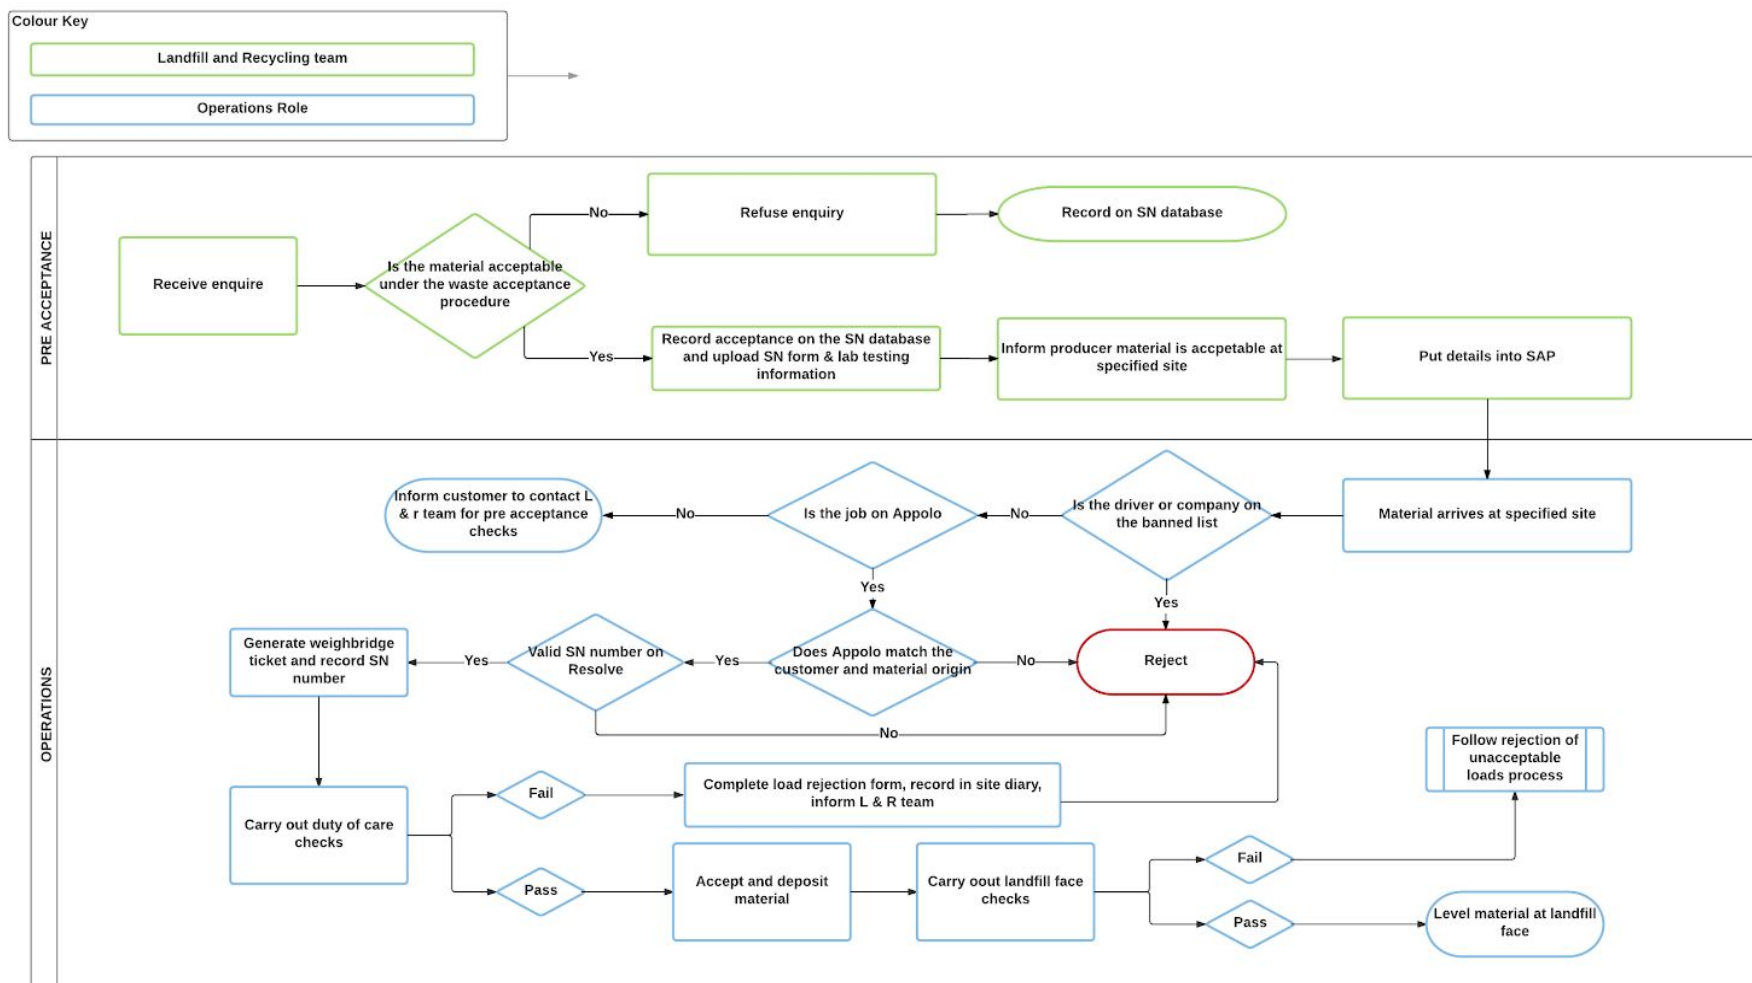 Colour Key
Landfill and Recycling team
Operations Role
PRE ACCEPTANCE
Receive enquire
Is the material acceptable
under the waste acceptance
procedure
No
Refuse enquiry
Record on SN database
Yes
Record acceptance on the SN database
and upload SN form & lab testing
information
Inform producer material is accpetable at
specified site
Put details into SAP
OPERATIONS
Material arrives at specified site
Is the driver or company on
the banned list
No
Is the job on Appolo
No
Inform customer to contact L
& r team for pre acceptance
checks
Yes
Yes
Reject
No
Does Appolo match the
customer and material origin
Yes
Valid SN number on
Resolve
No
Yes
Generate weighbridge
ticket and record SN
number
Carry out duty of care
checks
Fail
Complete load rejection form, record in site diary,
inform L & R team
Pass
Accept and deposit
material
Carry oout landfill face
checks
Fail
Follow rejection of
unacceptable
loads process
Pass
Level material at landfill
face